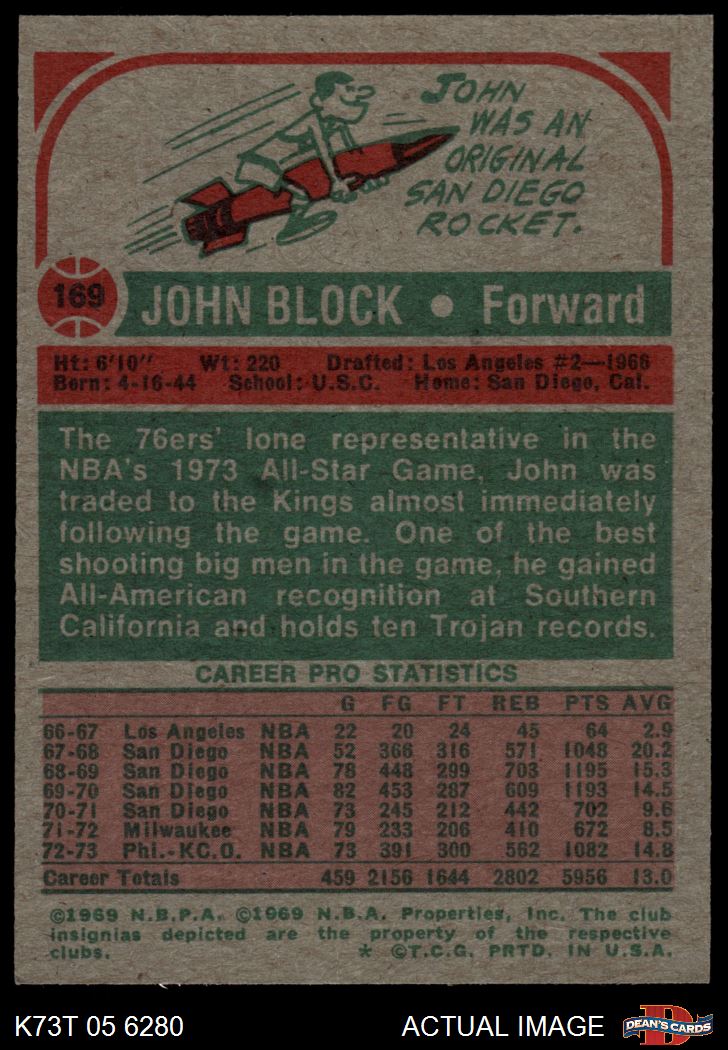 JOHN
WAS AN
ORIGINAL
SAN DIEGO
ROCKET.
169
JOHN BLOCK • Forward
Ht: 6'10" Wt: 220 Drafted: Los Angeles #2—1966
Born: 4-16-44 School: U.S.C. Home: San Diego, Cal.
The 76ers' lone representative in the
NBA's 1973 All-Star Game, John was
traded to the Kings almost immediately
following the game. One of the best
shooting big men in the game, he gained
All-American recognition at Southern
California and holds ten Trojan records.
CAREER PRO STATISTICS
G FG FT REB PTS AVG
66-67 Los Angeles NBA 22 20 24 45 64 2.9
67-68 San Diego NBA 52 366 316 571 1048 20.2
68-69 San Diego NBA 78 448 299 703 1195 15.3
69-70 San Diego NBA 82 453 287 609 1193 14.5
70-71 San Diego NBA 73 245 212 442 702 9.6
71-72 Milwaukee NBA 79 233 206 410 672 8.5
72-73 Phi.-KC.O. NBA 73 391 300 562 1082 14.8
Career Totals 459 2156 1644 2802 5956 13.0
©1969 N.B.P.A. ©1969 N.B.A. Properties, Inc. The club
insignias depicted are the property of the respective
clubs. * ©T.C.G. PRTD. IN U.S.A.
K73T 05 6280 ACTUAL IMAGE
D
DEAN'S CARDS